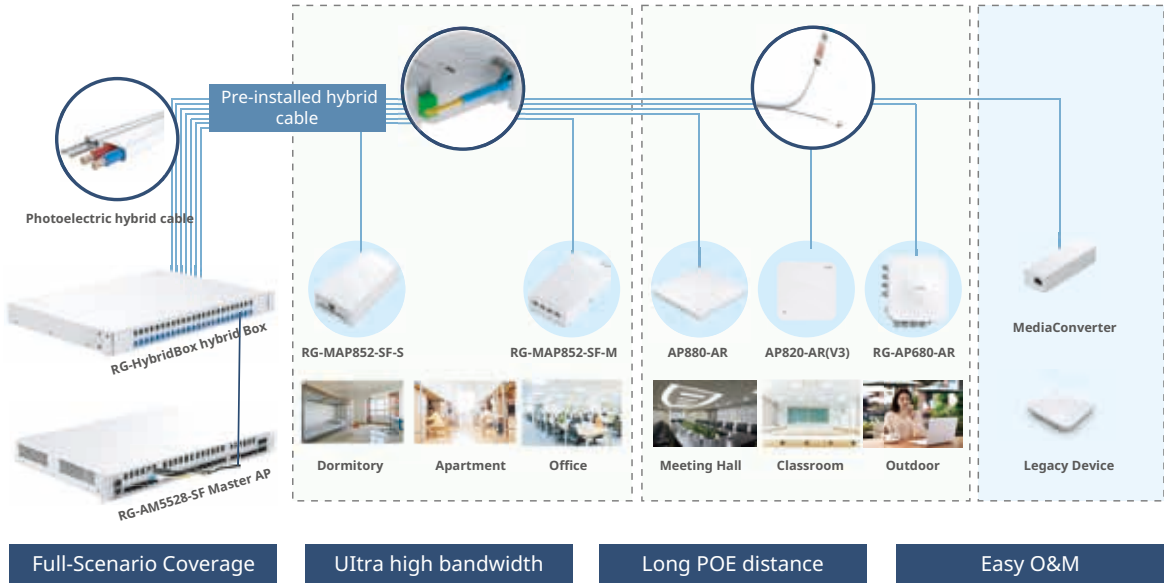 Pre-installed hybrid
cable
Photoelectric hybrid cable
RG-HybridBox hybrid Box
RG-AM5528-SF Master AP
RG-MAP852-SF-S
RG-MAP852-SF-M
AP880-AR
AP820-AR(V3)
RG-AP680-AR
MediaConverter
Dormitory
Apartment
Office
Meeting Hall
Classroom
Outdoor
Legacy Device
Full-Scenario Coverage
UItra high bandwidth
Long POE distance
Easy O&M